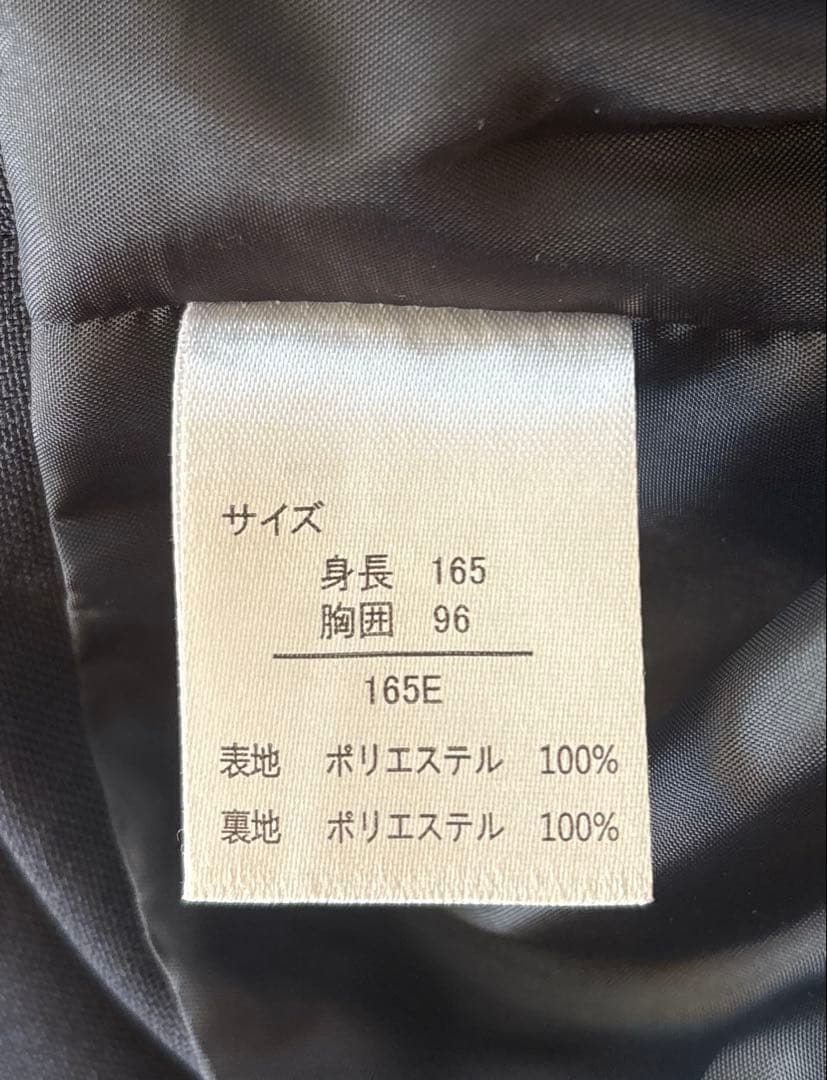 サイズ
身長 165
胸囲 96
165E
表地 ポリエステル 100%
裏地 ポリエステル 100%